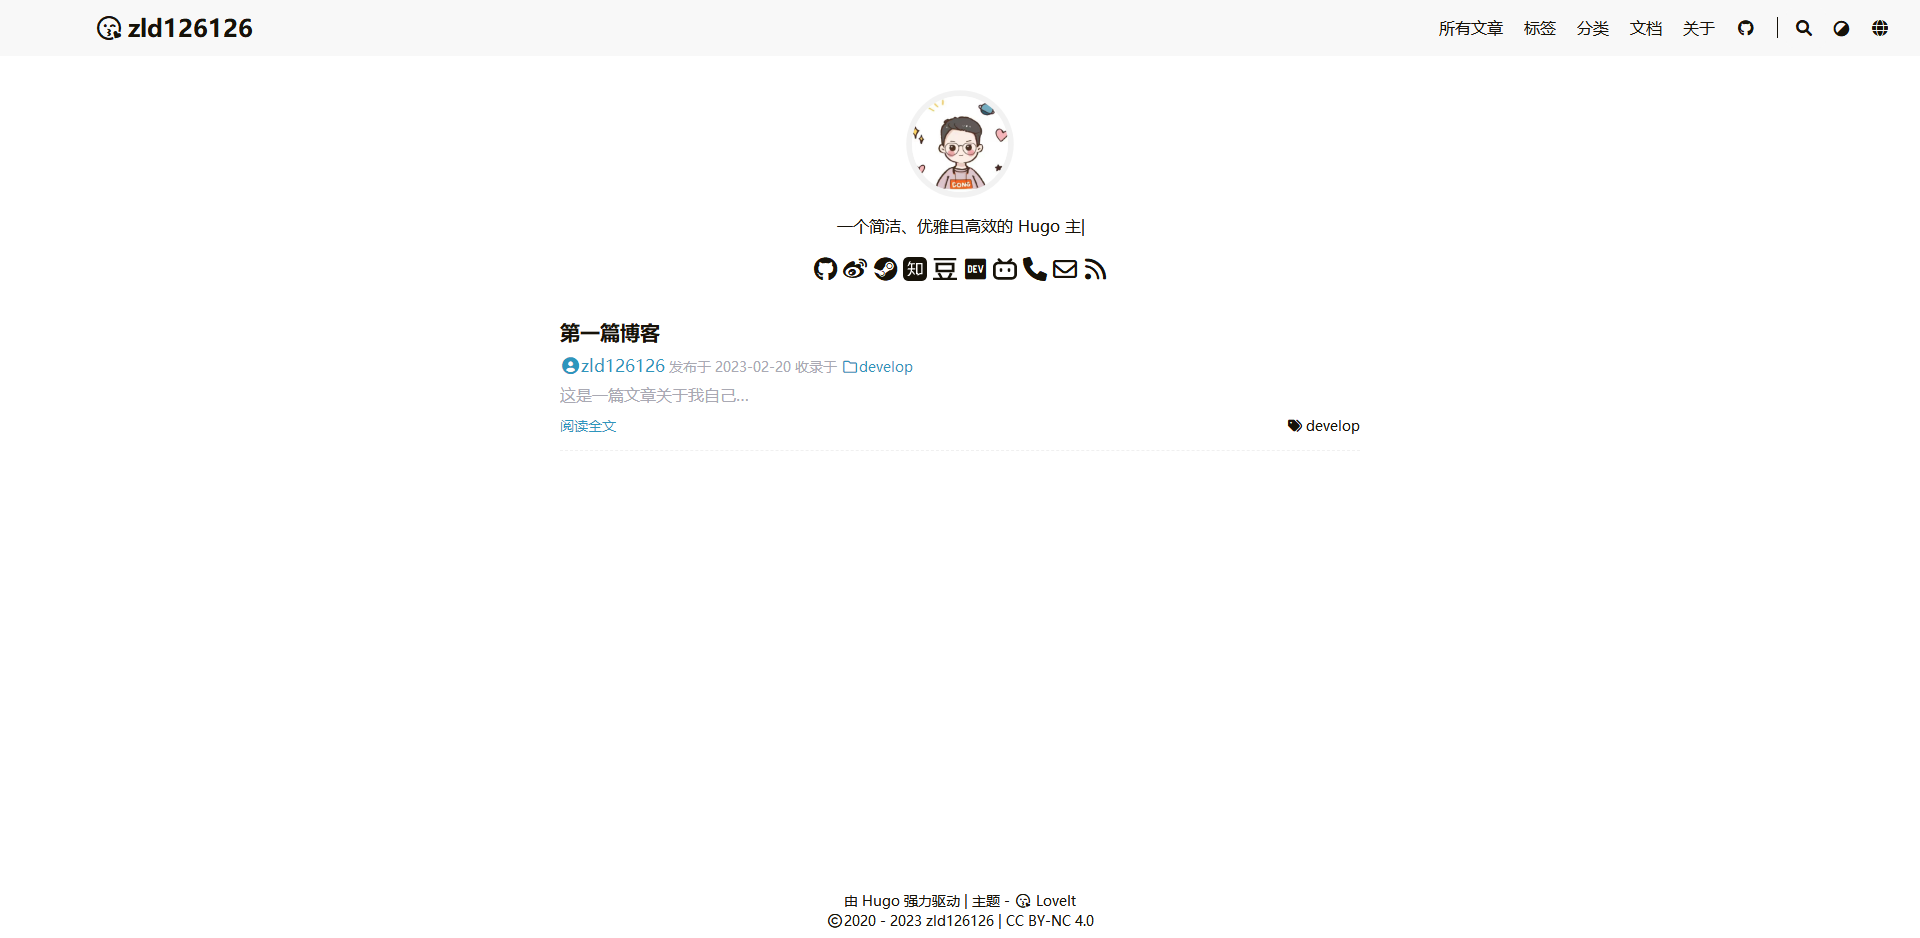 zld126126
所有文章 标签 分类 文档 关于
CONG
一个简洁、优雅且高效的 Hugo 主|
知 豆 DEV
第一篇博客
zld126126 发布于 2023-02-20 收录于 develop
这是一篇文章关于我自己...
阅读全文 develop
由 Hugo 强力驱动 | 主题 - LoveIt
©2020 - 2023 zld126126 | CC BY-NC 4.0